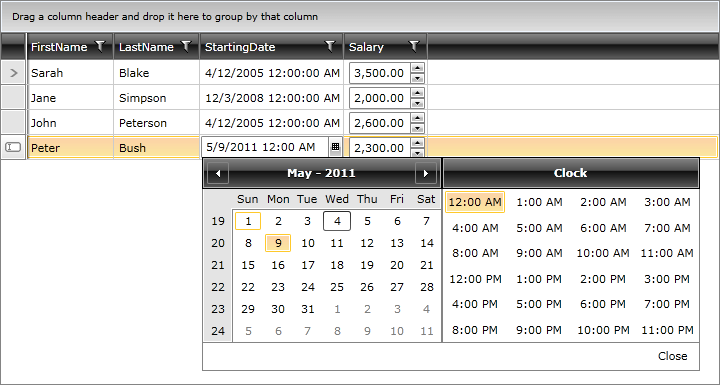 Drag a column header and drop it here to group by that column
FirstName LastName StartingDate Salary
Sarah Blake 4/12/2005 12:00:00 AM 3,500.00
Jane Simpson 12/3/2008 12:00:00 AM 2,000.00
John Peterson 4/12/2005 12:00:00 AM 2,600.00
Peter Bush 5/9/2011 12:00 AM 2,300.00
May - 2011 Clock
Sun Mon Tue Wed Thu Fri Sat
19 1 2 3 4 5 6 7
20 8 9 10 11 12 13 14
21 15 16 17 18 19 20 21
22 22 23 24 25 26 27 28
23 29 30 31 1 2 3 4
24 5 6 7 8 9 10 11
12:00 AM 1:00 AM 2:00 AM 3:00 AM
4:00 AM 5:00 AM 6:00 AM 7:00 AM
8:00 AM 9:00 AM 10:00 AM 11:00 AM
12:00 PM 1:00 PM 2:00 PM 3:00 PM
4:00 PM 5:00 PM 6:00 PM 7:00 PM
8:00 PM 9:00 PM 10:00 PM 11:00 PM
Close